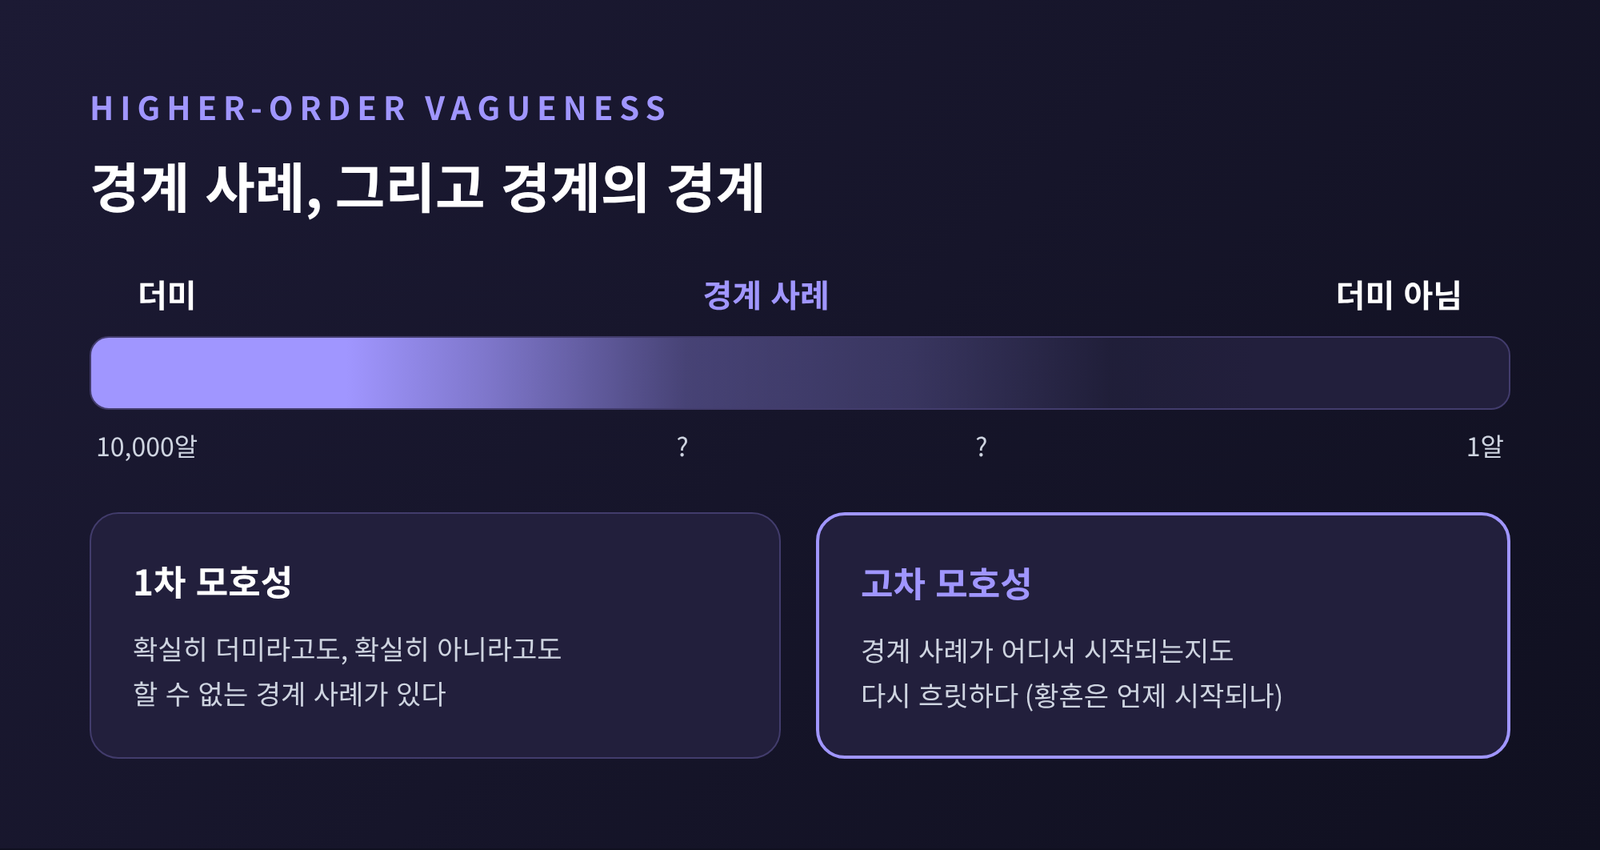 HIGHER-ORDER VAGUENESS
경계 사례, 그리고 경계의 경계
더미
경계 사례
더미 아님
10,000알
?
?
1알
1차 모호성
확실히 더미라고도, 확실히 아니라고도
할 수 없는 경계 사례가 있다
고차 모호성
경계 사례가 어디서 시작되는지도
다시 흐릿하다 (황혼은 언제 시작되나)